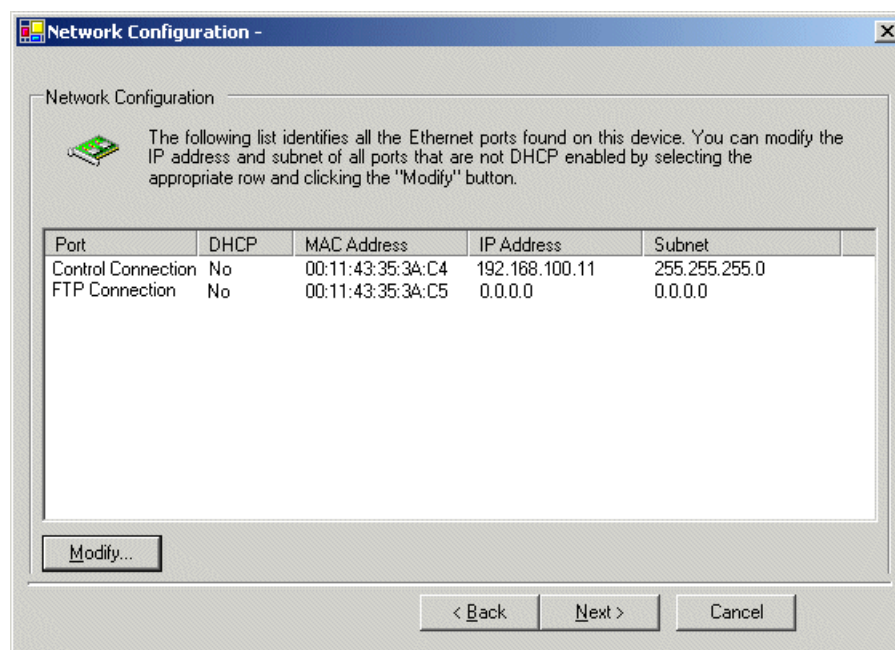 Network Configuration -
Network Configuration
The following list identifies all the Ethernet ports found on this device. You can modify the
IP address and subnet of all ports that are not DHCP enabled by selecting the
appropriate row and clicking the "Modify" button.
Port DHCP MAC Address IP Address Subnet
Control Connection No 00:11:43:35:3A:C4 192.168.100.11 255.255.255.0
FTP Connection No 00:11:43:35:3A:C5 0.0.0.0 0.0.0.0
Modify...
< Back Next > Cancel